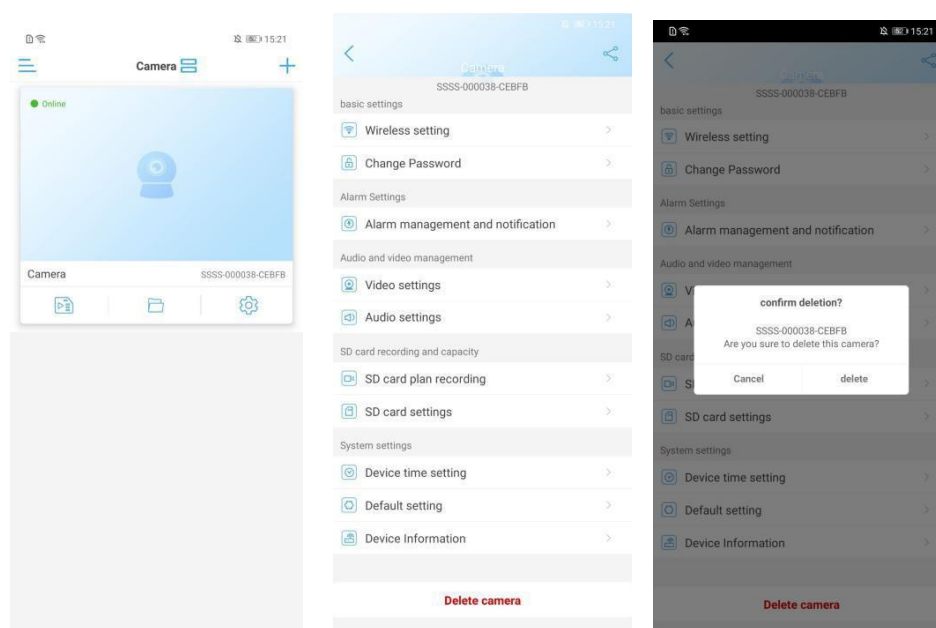 15:21
Camera
Online
Camera SSSS-000038-CEBFB
15:21
Camera
SSSS-000038-CEBFB
basic settings
Wireless setting
Change Password
Alarm Settings
Alarm management and notification
Audio and video management
Video settings
Audio settings
SD card recording and capacity
SD card plan recording
SD card settings
System settings
Device time setting
Default setting
Device Information
Delete camera
15:21
Camera
SSSS-000038-CEBFB
basic settings
Wireless setting
Change Password
Alarm Settings
Alarm management and notification
Audio and video management
V
A
confirm deletion?
SSSS-000038-CEBFB
Are you sure to delete this camera?
Cancel delete
SD card
S
SD card settings
System settings
Device time setting
Default setting
Device Information
Delete camera